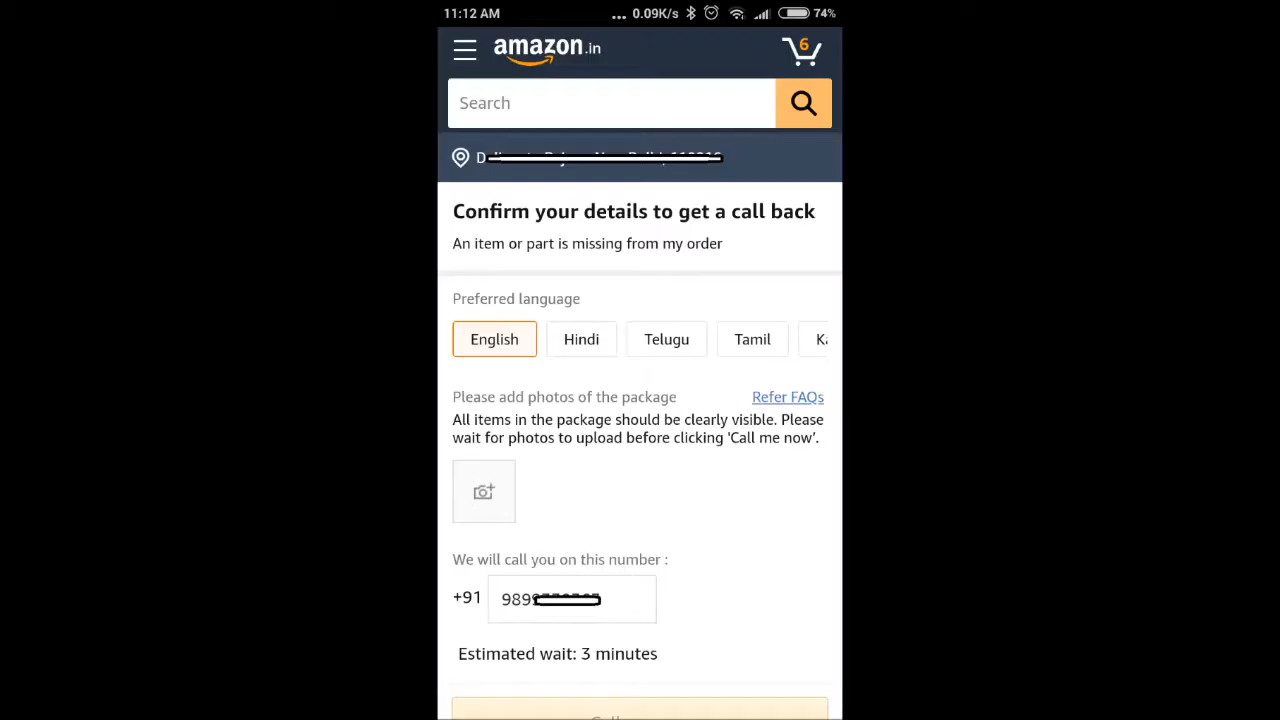 11:12 AM ... 0.09K/s 74%
amazon.in
6
Search
Confirm your details to get a call back
An item or part is missing from my order
Preferred language
English Hindi Telugu Tamil
Please add photos of the package Refer FAQs
All items in the package should be clearly visible. Please
wait for photos to upload before clicking 'Call me now'.
We will call you on this number :
+91 989
Estimated wait: 3 minutes